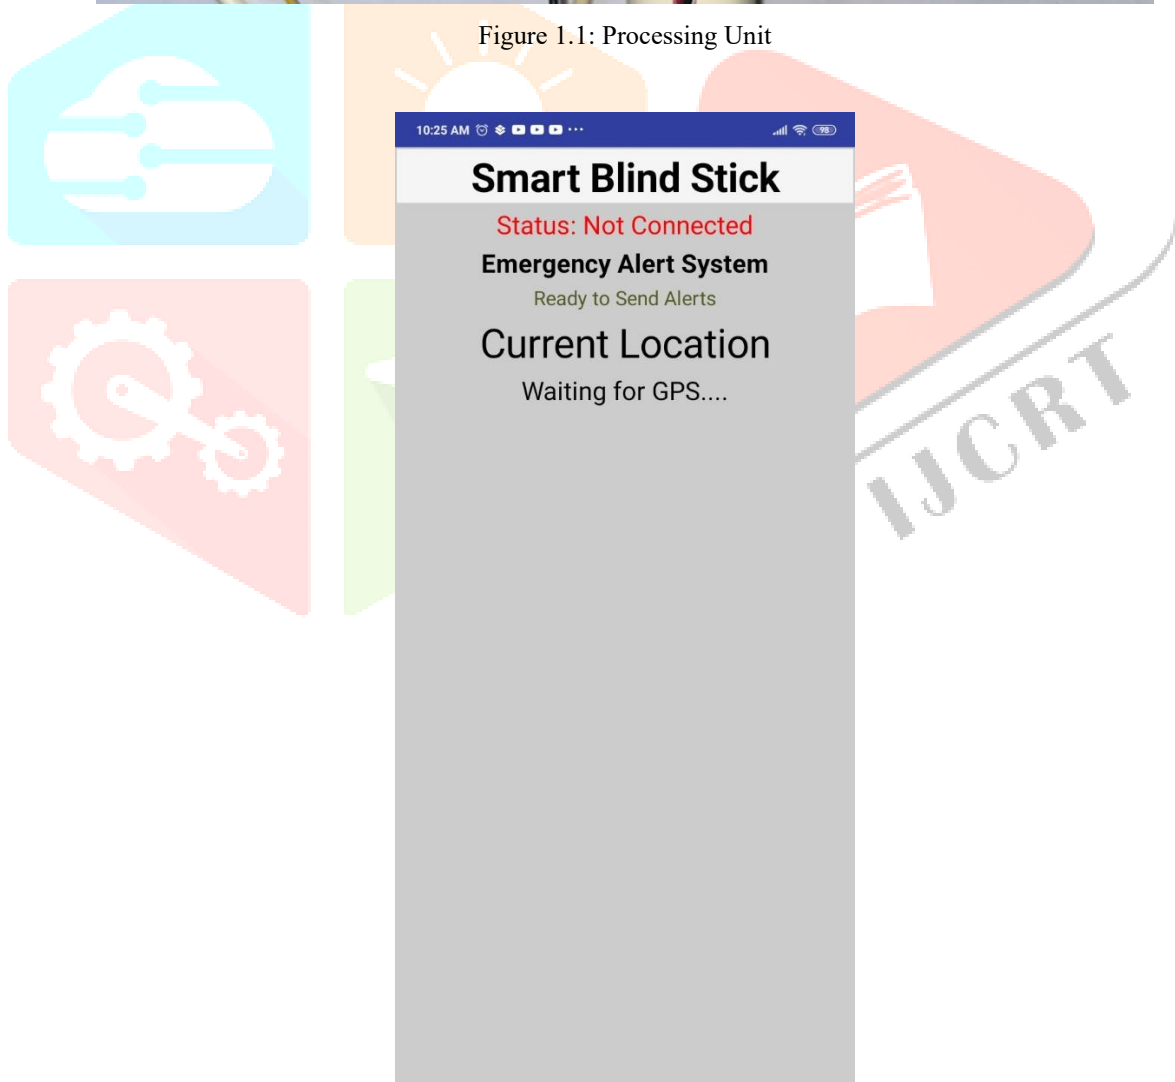 Figure 1.1: Processing Unit
10:25 AM
98
Smart Blind Stick
Status: Not Connected
Emergency Alert System
Ready to Send Alerts
Current Location
Waiting for GPS....
IJCRT